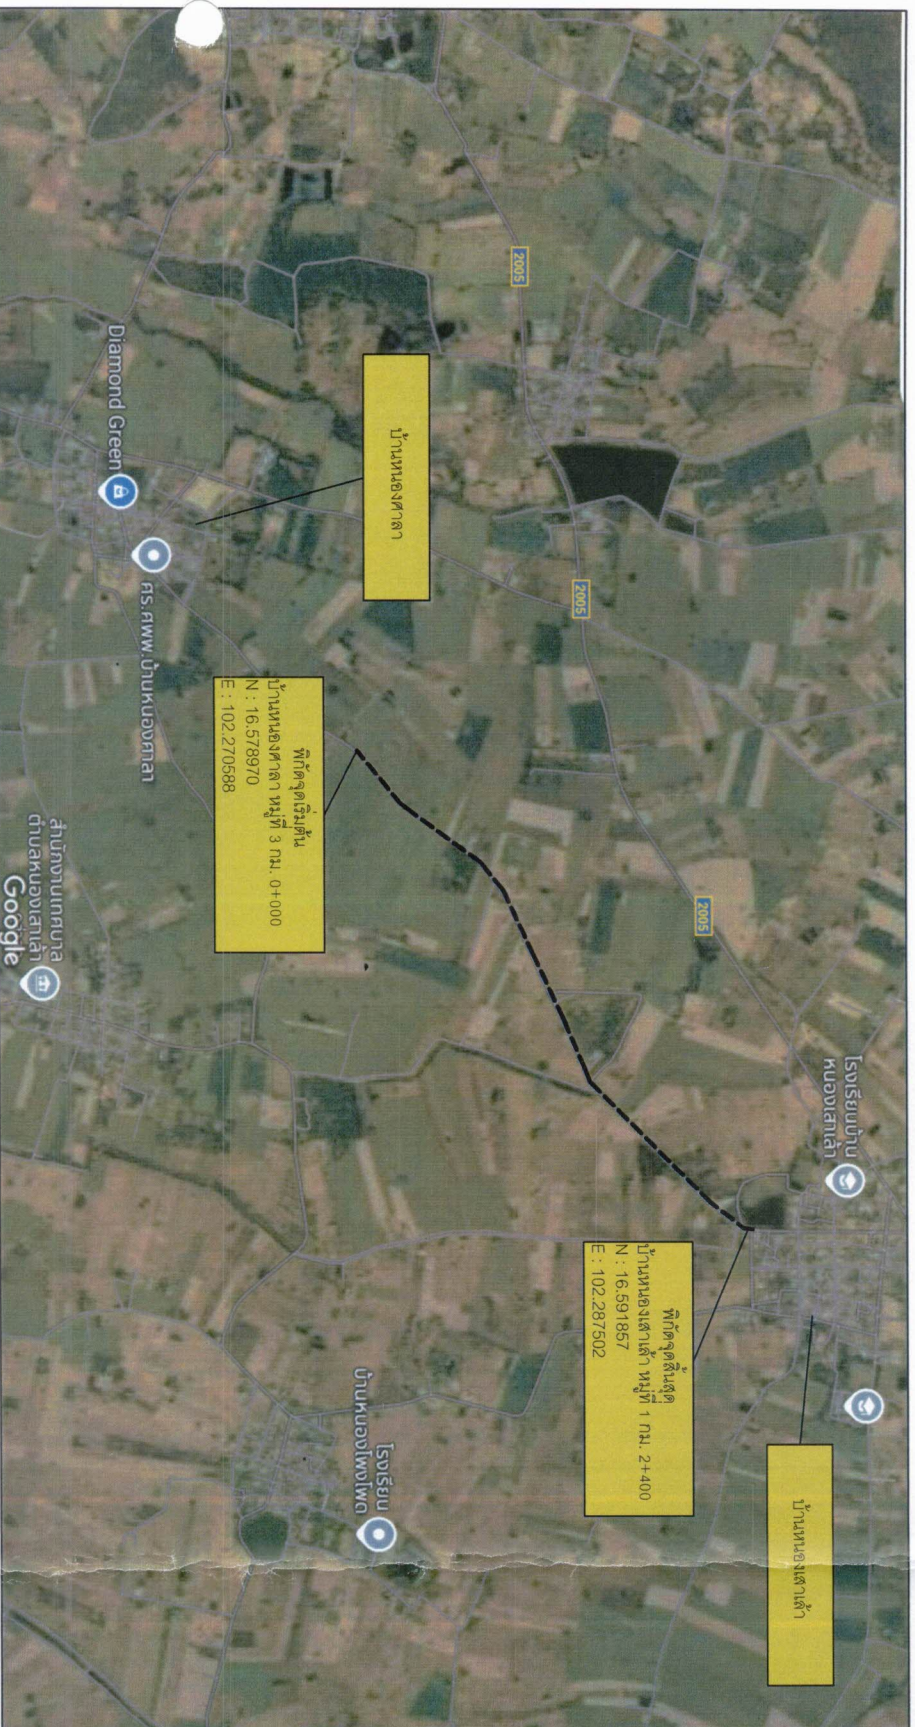 2005
2005
2005
บ้านหนองศาลา
Diamond Green
ศร.ศพพ.บ้านหนองศาลา
พิกัดจุดเริ่มต้น
บ้านหนองศาลา หมู่ที่ 3 กม. 0+000
N : 16.578970
E : 102.270588
สำนักงานเทศบาล
ตำบลหนองเสาเล้า
Google
โรงเรียนบ้าน
หนองเสาเล้า
พิกัดจุดสิ้นสุด
บ้านหนองเสาเล้า หมู่ที่ 1 กม. 2+400
N : 16.591857
E : 102.287502
บ้านหนองเสาเล้า
โรงเรียน
บ้านหนองโพงโพด